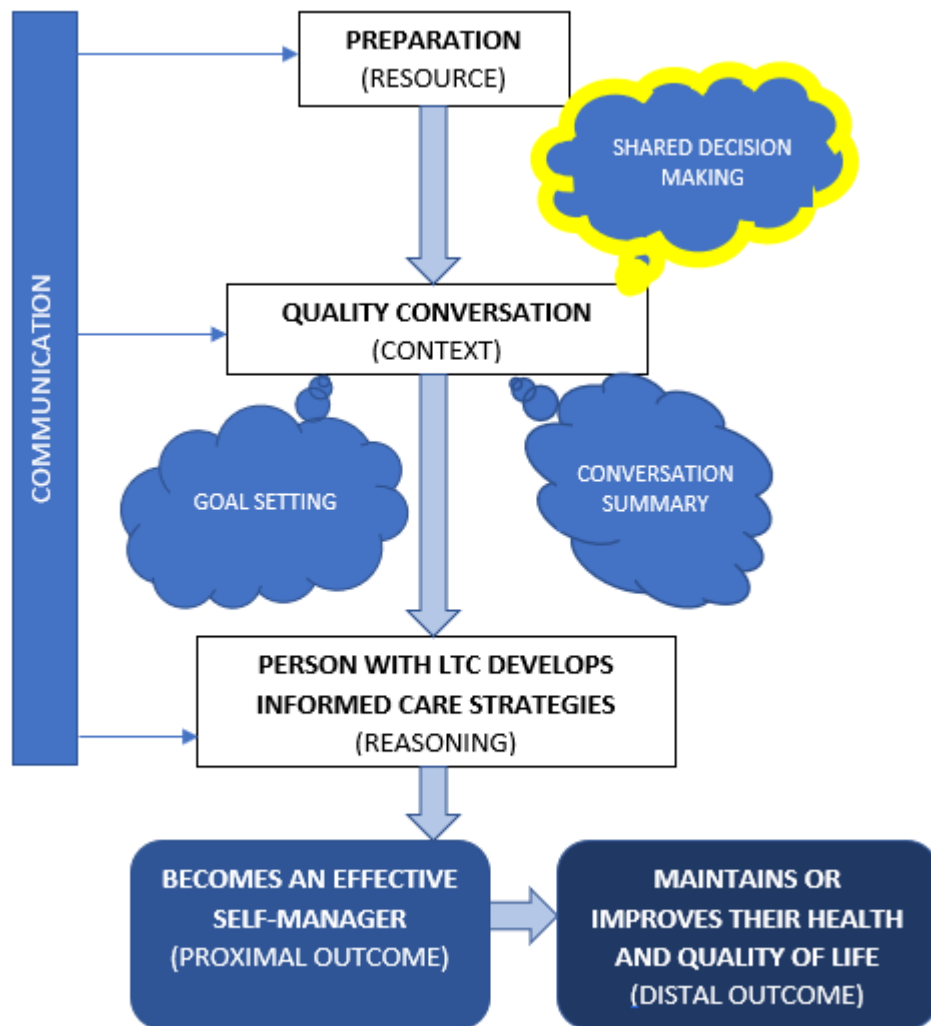 PREPARATION
(RESOURCE)
SHARED DECISION
MAKING
COMMUNICATION
QUALITY CONVERSATION
(CONTEXT)
GOAL SETTING
CONVERSATION
SUMMARY
PERSON WITH LTC DEVELOPS
INFORMED CARE STRATEGIES
(REASONING)
BECOMES AN EFFECTIVE
SELF-MANAGER
(PROXIMAL OUTCOME)
MAINTAINS OR
IMPROVES THEIR HEALTH
AND QUALITY OF LIFE
(DISTAL OUTCOME)